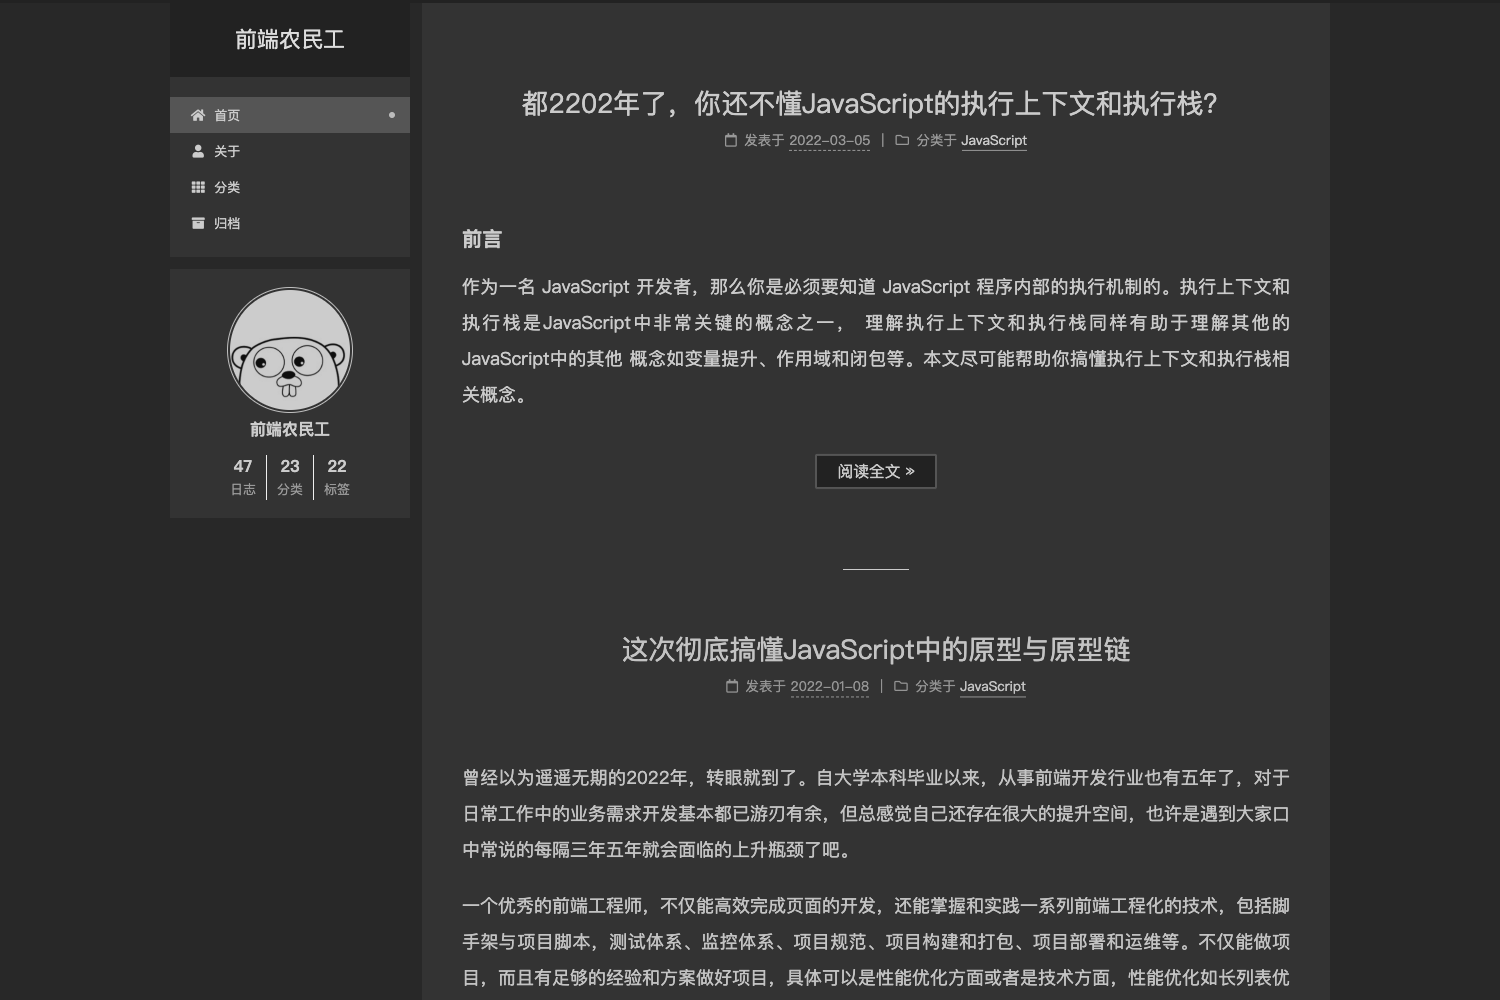 前端农民工
首页
关于
分类
归档
前端农民工
47 23 22
日志 分类 标签
都2202年了，你还不懂JavaScript的执行上下文和执行栈？
发表于 2022-03-05 | 分类于 JavaScript
前言
作为一名 JavaScript 开发者，那么你是必须要知道 JavaScript 程序内部的执行机制的。执行上下文和
执行栈是JavaScript中非常关键的概念之一， 理解执行上下文和执行栈同样有助于理解其他的
JavaScript中的其他 概念如变量提升、作用域和闭包等。本文尽可能帮助你搞懂执行上下文和执行栈相
关概念。
阅读全文 »
这次彻底搞懂JavaScript中的原型与原型链
发表于 2022-01-08 | 分类于 JavaScript
曾经以为遥遥无期的2022年，转眼就到了。自大学本科毕业以来，从事前端开发行业也有五年了，对于
日常工作中的业务需求开发基本都已游刃有余，但总感觉自己还存在很大的提升空间，也许是遇到大家口
中常说的每隔三年五年就会面临的上升瓶颈了吧。
一个优秀的前端工程师，不仅能高效完成页面的开发，还能掌握和实践一系列前端工程化的技术，包括脚
手架与项目脚本，测试体系、监控体系、项目规范、项目构建和打包、项目部署和运维等。不仅能做项
目，而且有足够的经验和方案做好项目，具体可以是性能优化方面或者是技术方面，性能优化如长列表优